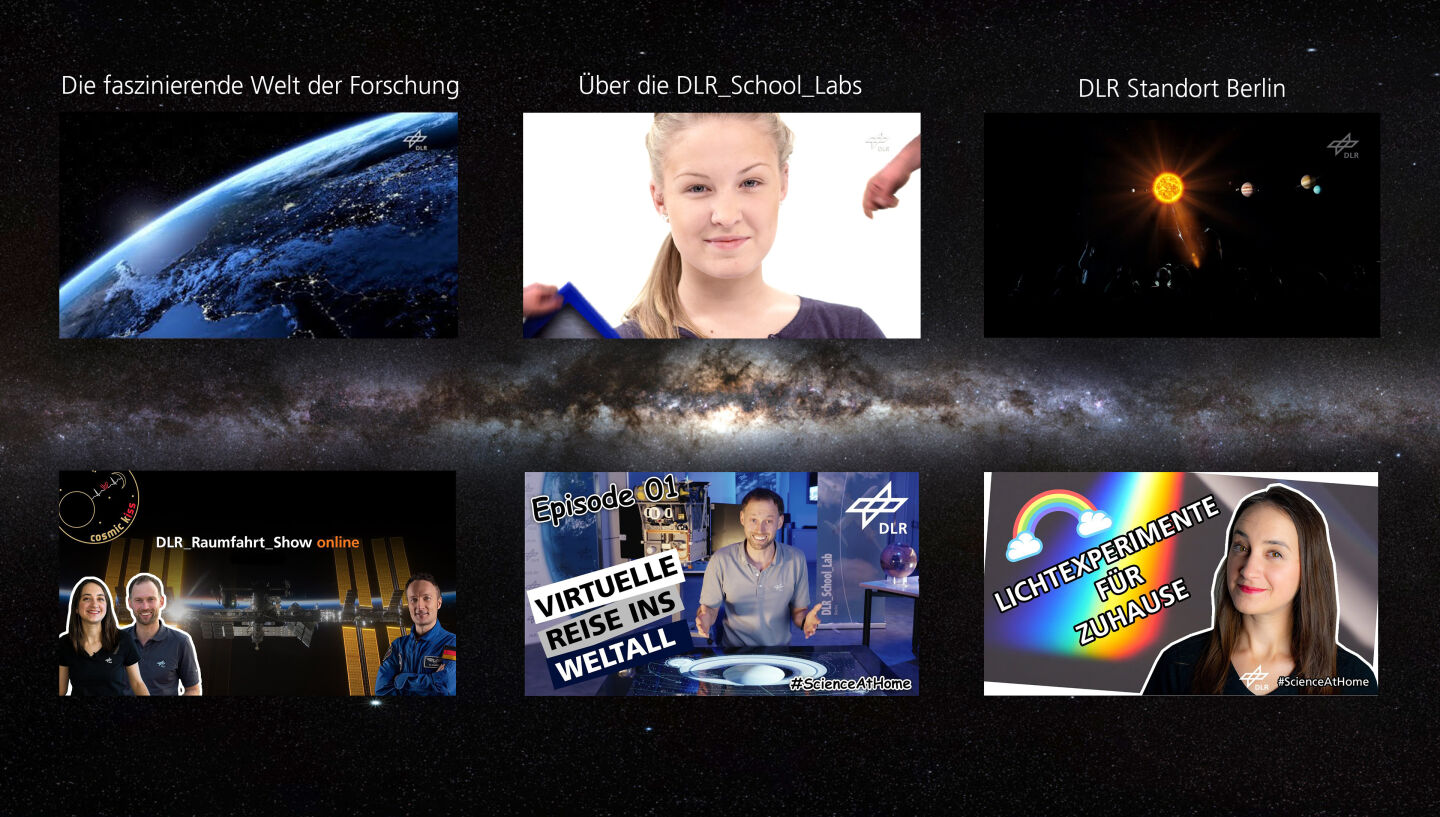 Die faszinierende Welt der Forschung
Über die DLR_School_Labs
DLR Standort Berlin
DLR
DLR
DLR
cosmic kiss
DLR_Raumfahrt_Show online
Episode 01
DLR
VIRTUELLE
REISE INS
WELTALL
DLR_School_Lab
#ScienceAtHome
LICHTEXPERIMENTE
FÜR
ZUHAUSE
DLR
#ScienceAtHome